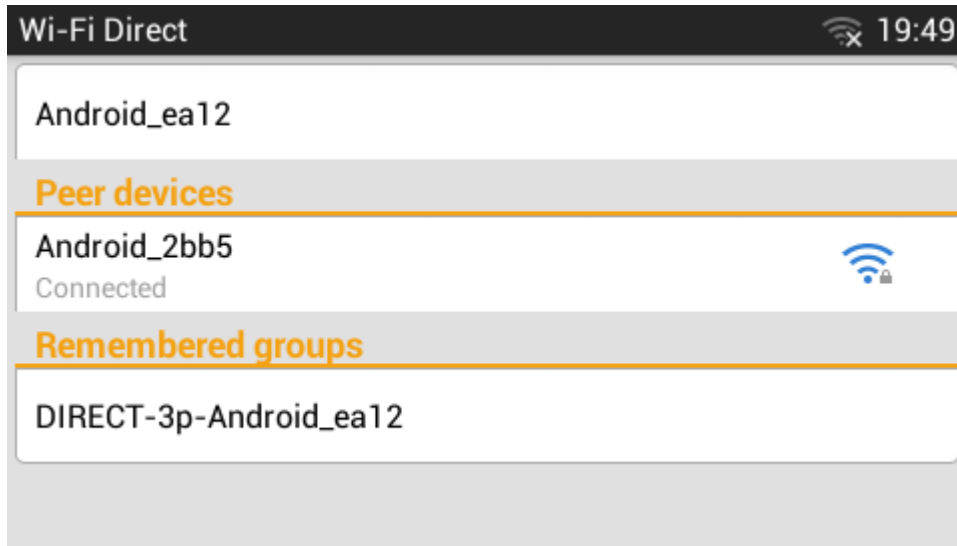 Wi-Fi Direct 19:49
Android_ea12
Peer devices
Android_2bb5
Connected
Remembered groups
DIRECT-3p-Android_ea12